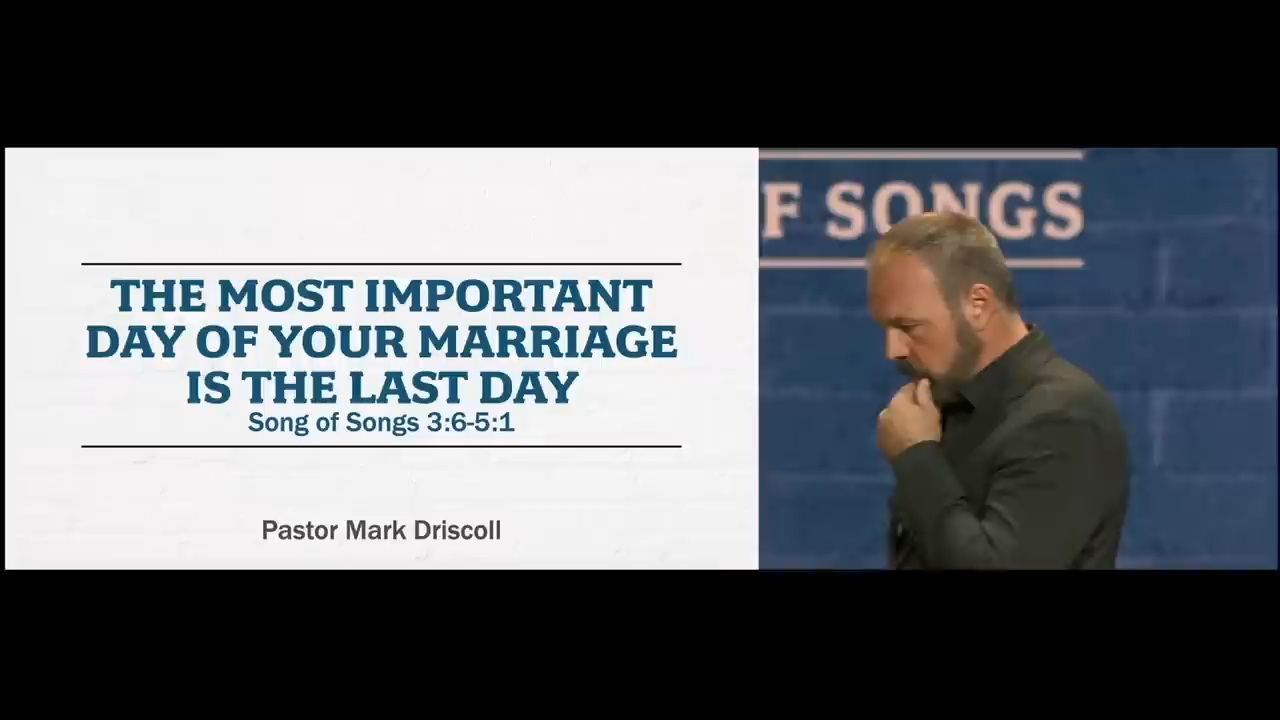 THE MOST IMPORTANT
DAY OF YOUR MARRIAGE
IS THE LAST DAY
Song of Songs 3:6-5:1
Pastor Mark Driscoll
F SONGS